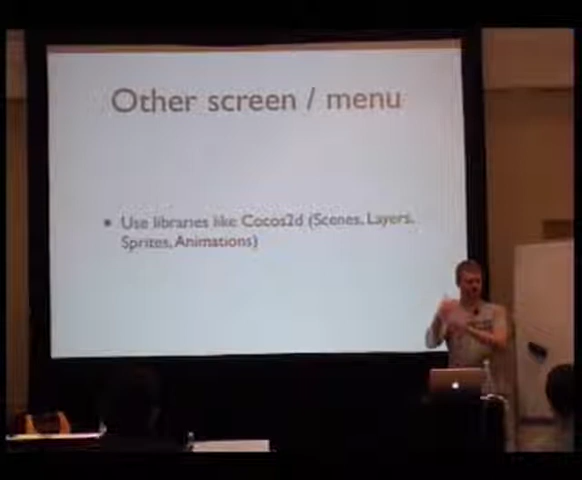 Other screen / menu
• Use libraries like Cocos2d (Scenes, Layers,
Sprites, Animations)